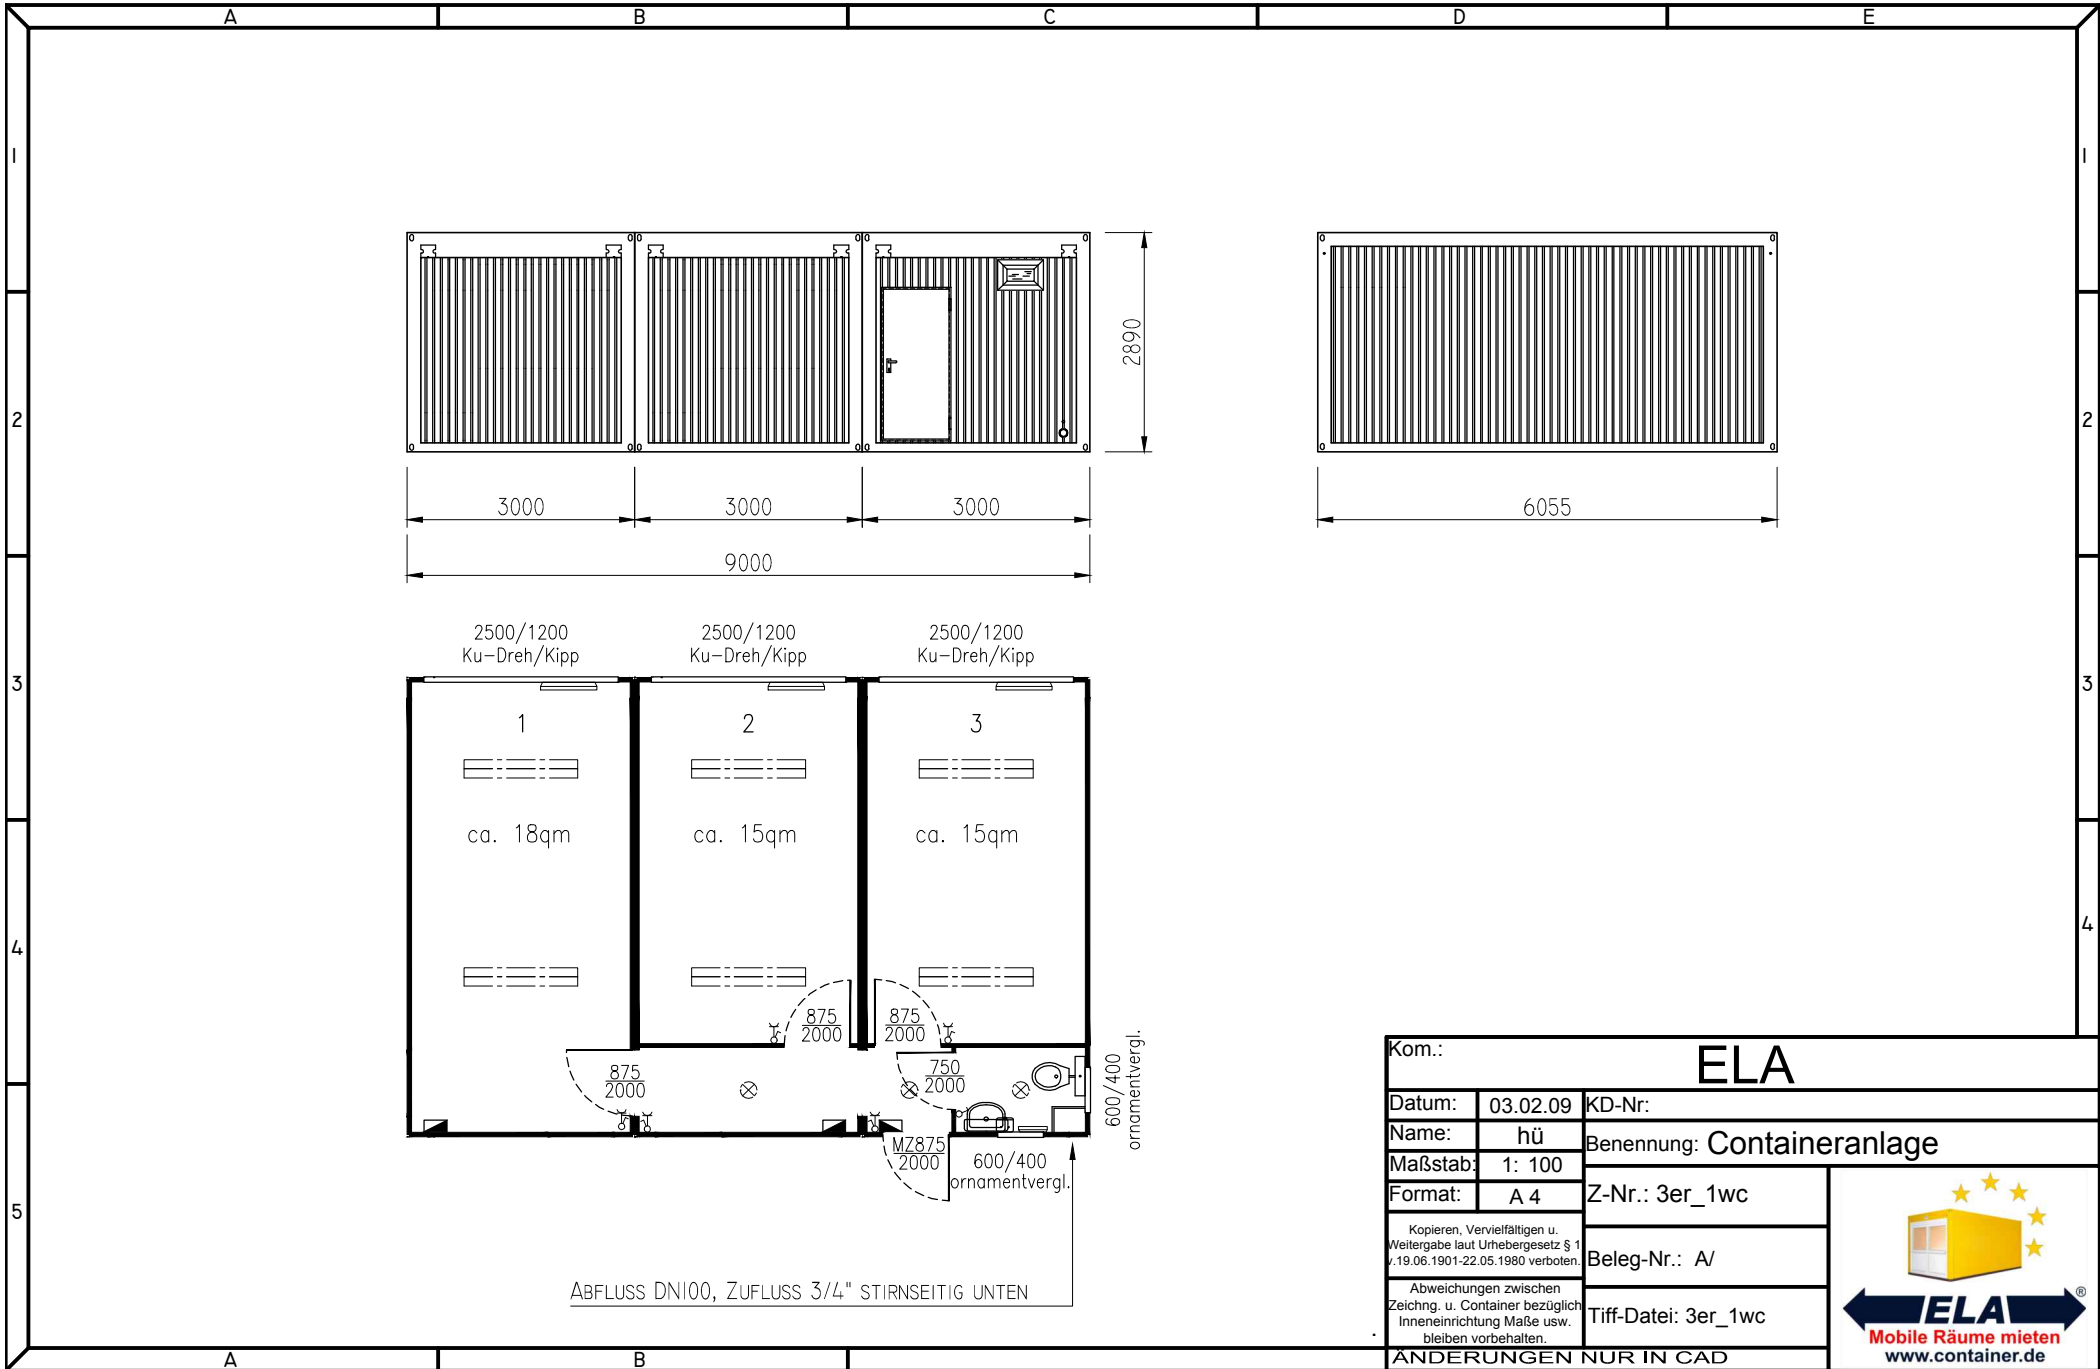 A B C D E
1 1
2 2
3 3
4 4
5
2890
3000 3000 3000
9000
6055
2500/1200 2500/1200 2500/1200
Ku-Dreh/Kipp Ku-Dreh/Kipp Ku-Dreh/Kipp
1 2 3
ca. 18qm ca. 15qm ca. 15qm
875 875
2000 2000
875 750
2000 2000
MZ875
2000
600/400
ornamentvergl.
600/400
ornamentvergl.
ABFLUSS DN100, ZUFLUSS 3/4" STIRNSEITIG UNTEN
A B
Kom.: ELA
Datum: 03.02.09 KD-Nr:
Name: hü
Benennung: Containeranlage
Maßstab: 1: 100
Format: A 4
Z-Nr.: 3er_1wc
Kopieren, Vervielfältigen u.
Weitergabe laut Urhebergesetz § 1
v.19.06.1901-22.05.1980 verboten.
Beleg-Nr.: A/
Abweichungen zwischen
Zeichng. u. Container bezüglich
Inneneinrichtung Maße usw.
bleiben vorbehalten.
Tiff-Datei: 3er_1wc
ÄNDERUNGEN NUR IN CAD
ELA ®
Mobile Räume mieten
www.container.de